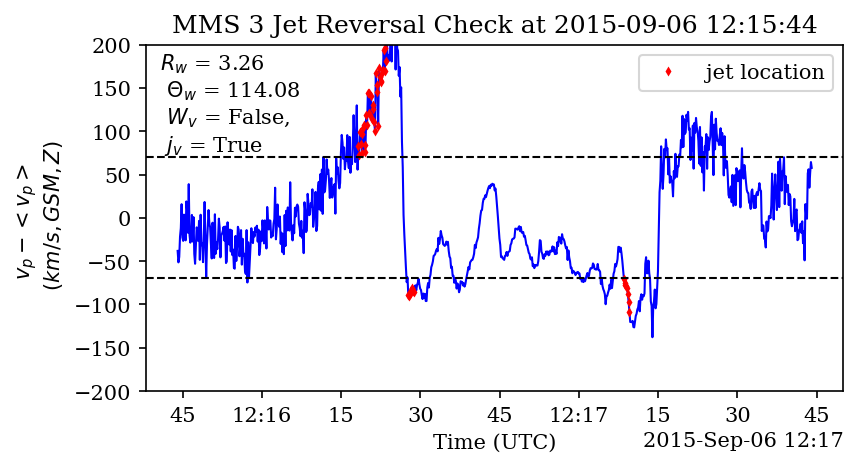 MMS 3 Jet Reversal Check at 2015-09-06 12:15:44
R_w = 3.26
Θ_w = 114.08
W_v = False,
j_v = True
jet location
v_p − < v_p >
(km/s, GSM, Z)
200
150
100
50
0
−50
−100
−150
−200
45 12:16 15 30 45 12:17 15 30 45
Time (UTC)
2015-Sep-06 12:17